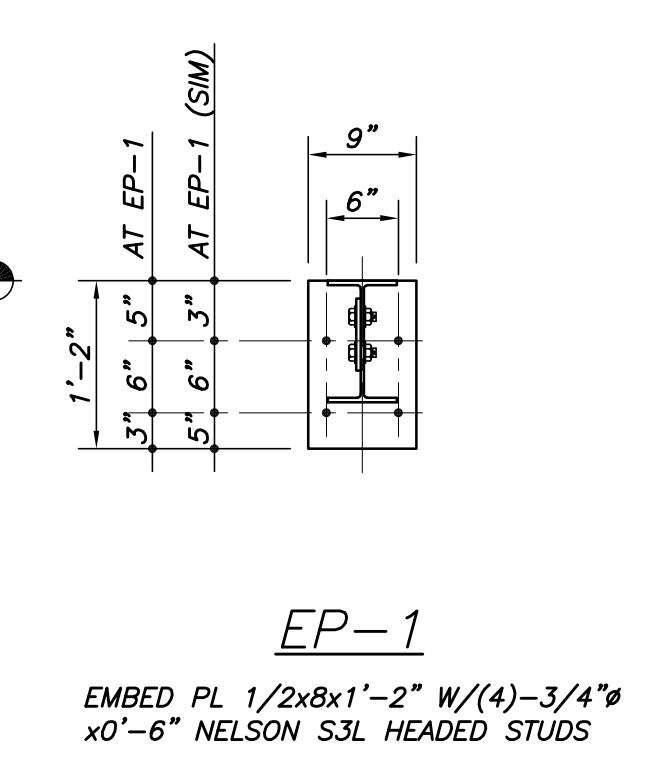 AT EP-1
AT EP-1 (SIM)
9"
6"
1'-2"
5"
6"
3"
3"
6"
5"
EP-1
EMBED PL 1/2x8x1'-2" W/(4)-3/4"ø
x0'-6" NELSON S3L HEADED STUDS